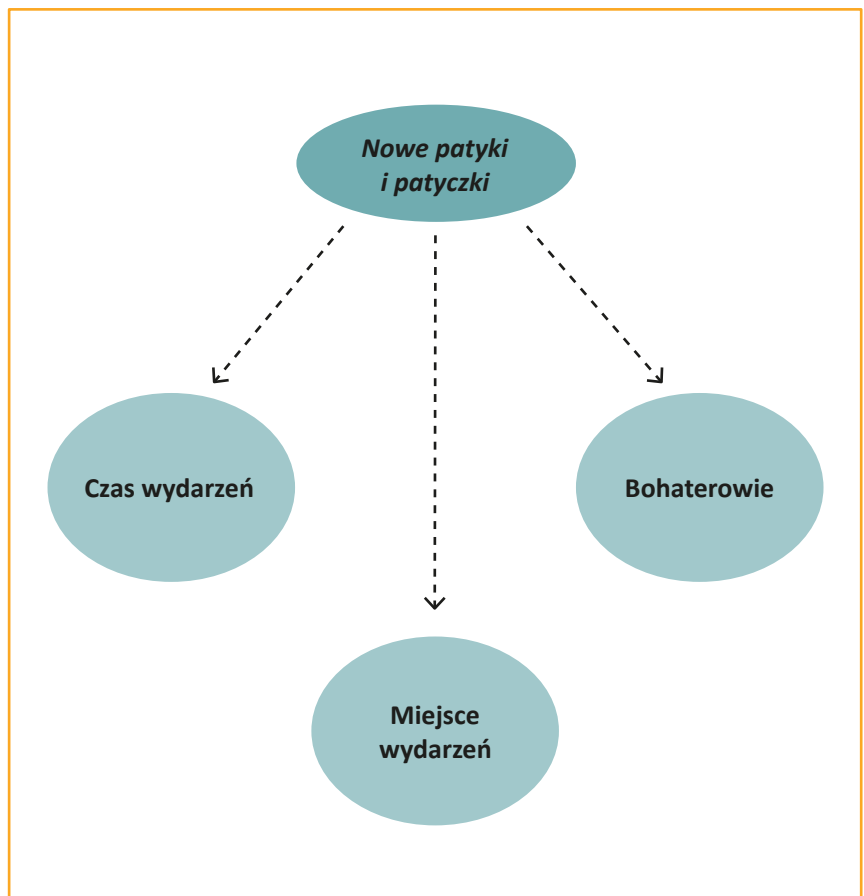 Nowe patyki
i patyczki
Czas wydarzeń
Bohaterowie
Miejsce
wydarzeń